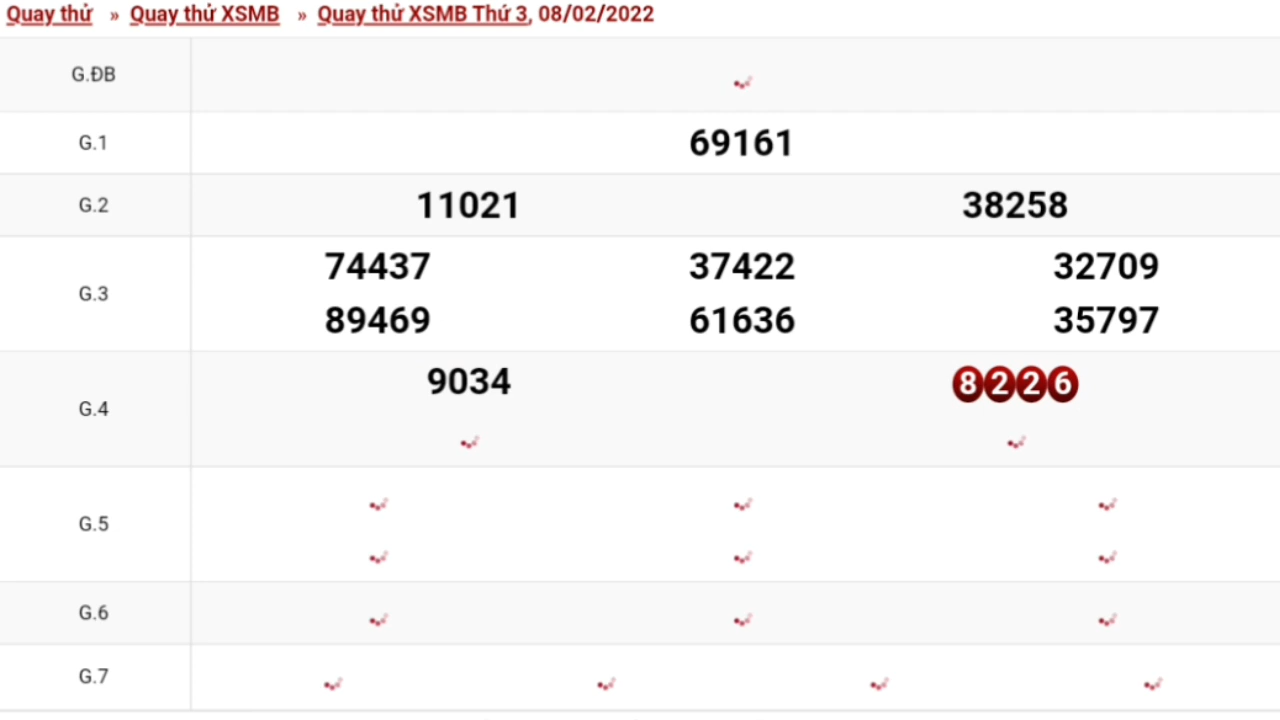 Quay thử » Quay thử XSMB » Quay thử XSMB Thứ 3, 08/02/2022
G.ĐB
G.1 69161
G.2 11021 38258
G.3 74437 37422 32709
89469 61636 35797
G.4 9034 8226
G.5
G.6
G.7